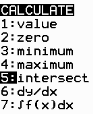 CALCULATE
1:value
2:zero
3:minimum
4:maximum
5:intersect
6:dy/dx
7:∫f(x)dx